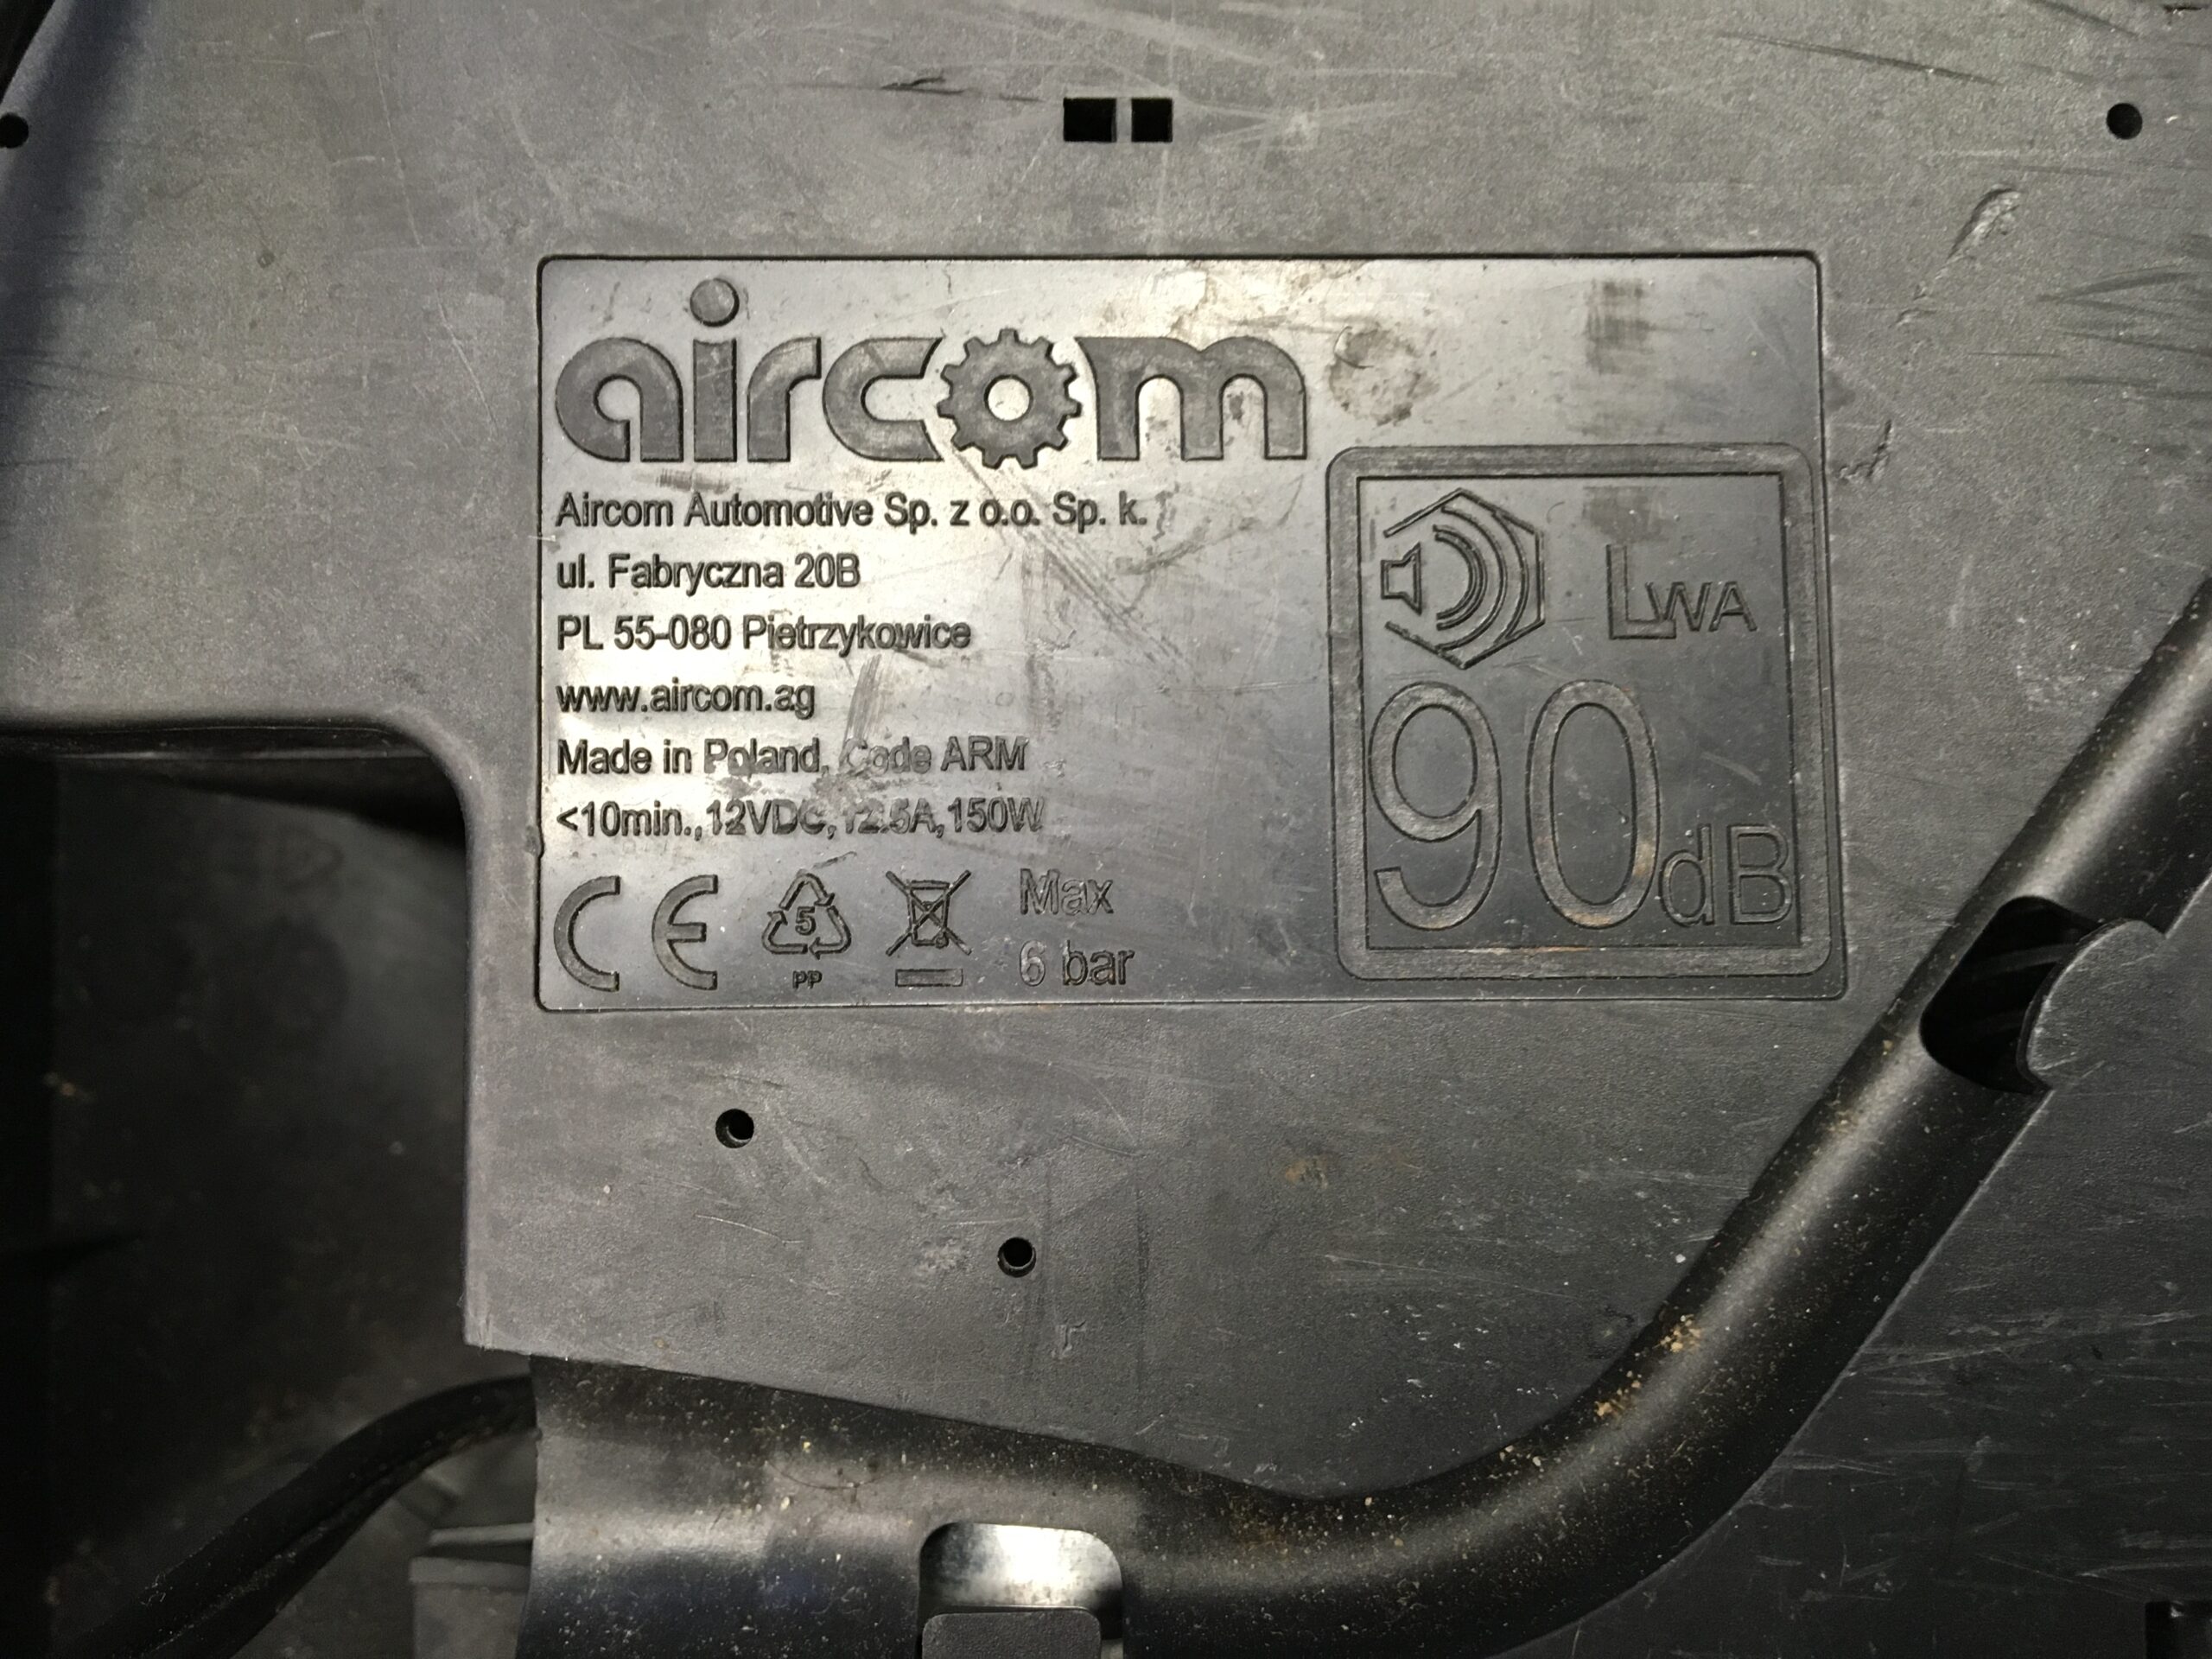 aircom
Aircom Automotive Sp. z o.o. Sp. k.
ul. Fabryczna 20B
PL 55-080 Pietrzykowice
www.aircom.ag
Made in Poland, Code ARM
<10min., 12VDC, 12.5A, 150W
CE 5 PP Max
6 bar
LWA
90dB